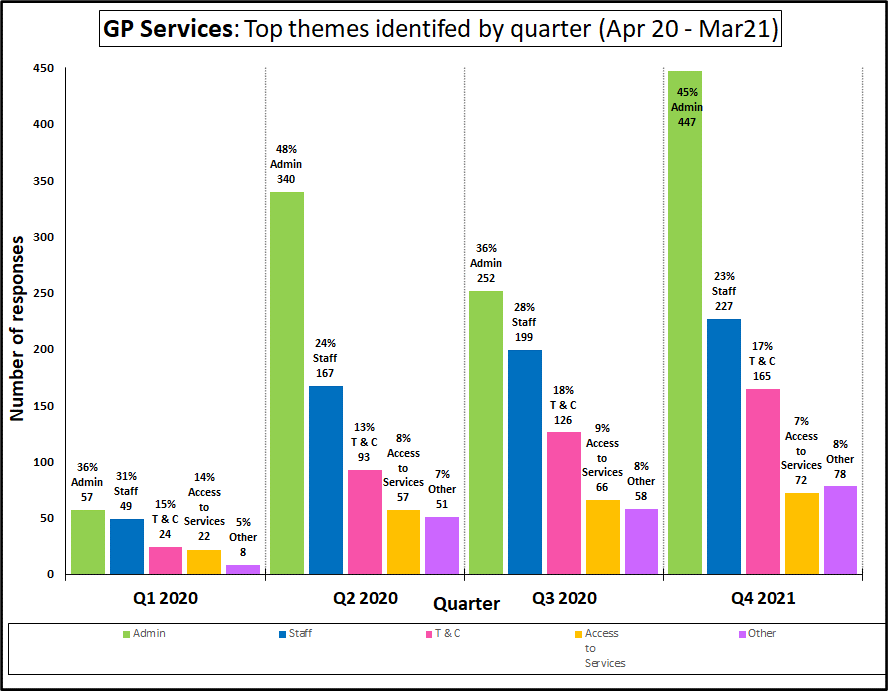 GP Services: Top themes identifed by quarter (Apr 20 - Mar21)
Number of responses
450
400
350
300
250
200
150
100
50
0
36%
Admin
57
31%
Staff
49
15%
T & C
24
14%
Access
to
Services
22
5%
Other
8
48%
Admin
340
24%
Staff
167
13%
T & C
93
8%
Access
to
Services
57
7%
Other
51
36%
Admin
252
28%
Staff
199
18%
T & C
126
9%
Access
to
Services
66
8%
Other
58
45%
Admin
447
23%
Staff
227
17%
T & C
165
7%
Access
to
Services
72
8%
Other
78
Q1 2020
Q2 2020
Q3 2020
Q4 2021
Quarter
Admin
Staff
T & C
Access
to
Services
Other